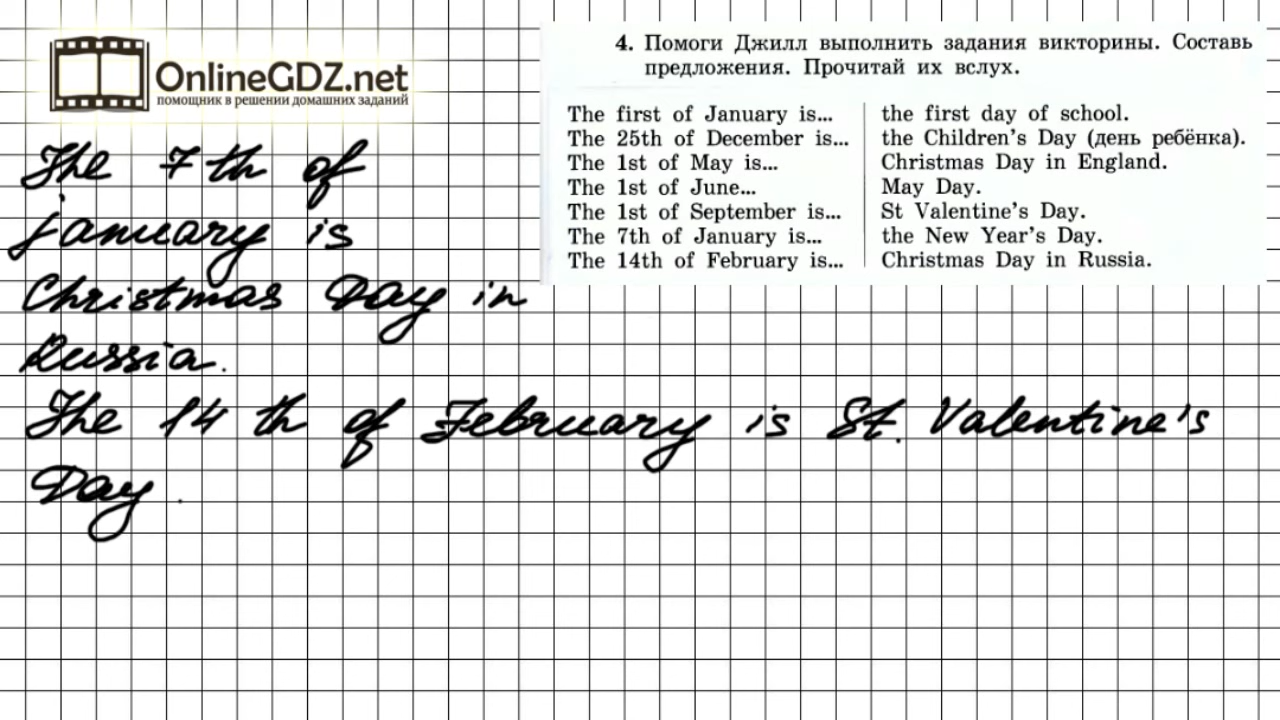 OnlineGDZ.net
помощник в решении домашних заданий
4. Помоги Джилл выполнить задания викторины. Составь
предложения. Прочитай их вслух.
The first of January is...
The 25th of December is...
The 1st of May is...
The 1st of June...
The 1st of September is...
The 7th of January is...
The 14th of February is...
the first day of school.
the Children's Day (день ребёнка).
Christmas Day in England.
May Day.
St Valentine's Day.
the New Year's Day.
Christmas Day in Russia.
The 7 th of
january is
Christmas Day in
Russia.
The 14 th of February is St. Valentine's
Day.